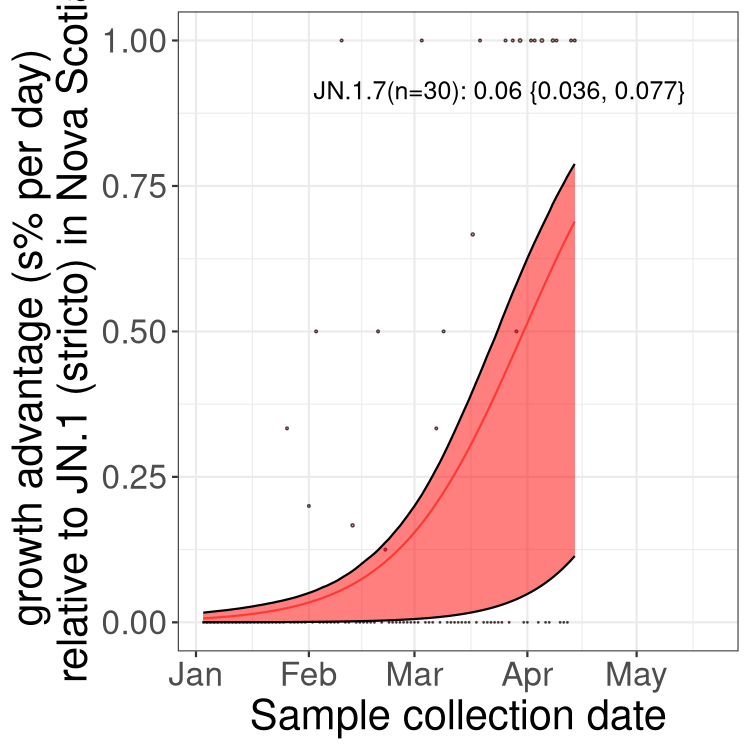 growth advantage (s% per day)
relative to JN.1 (stricto) in Nova Scotia
1.00
0.75
0.50
0.25
0.00
JN.1.7(n=30): 0.06 {0.036, 0.077}
Jan Feb Mar Apr May
Sample collection date